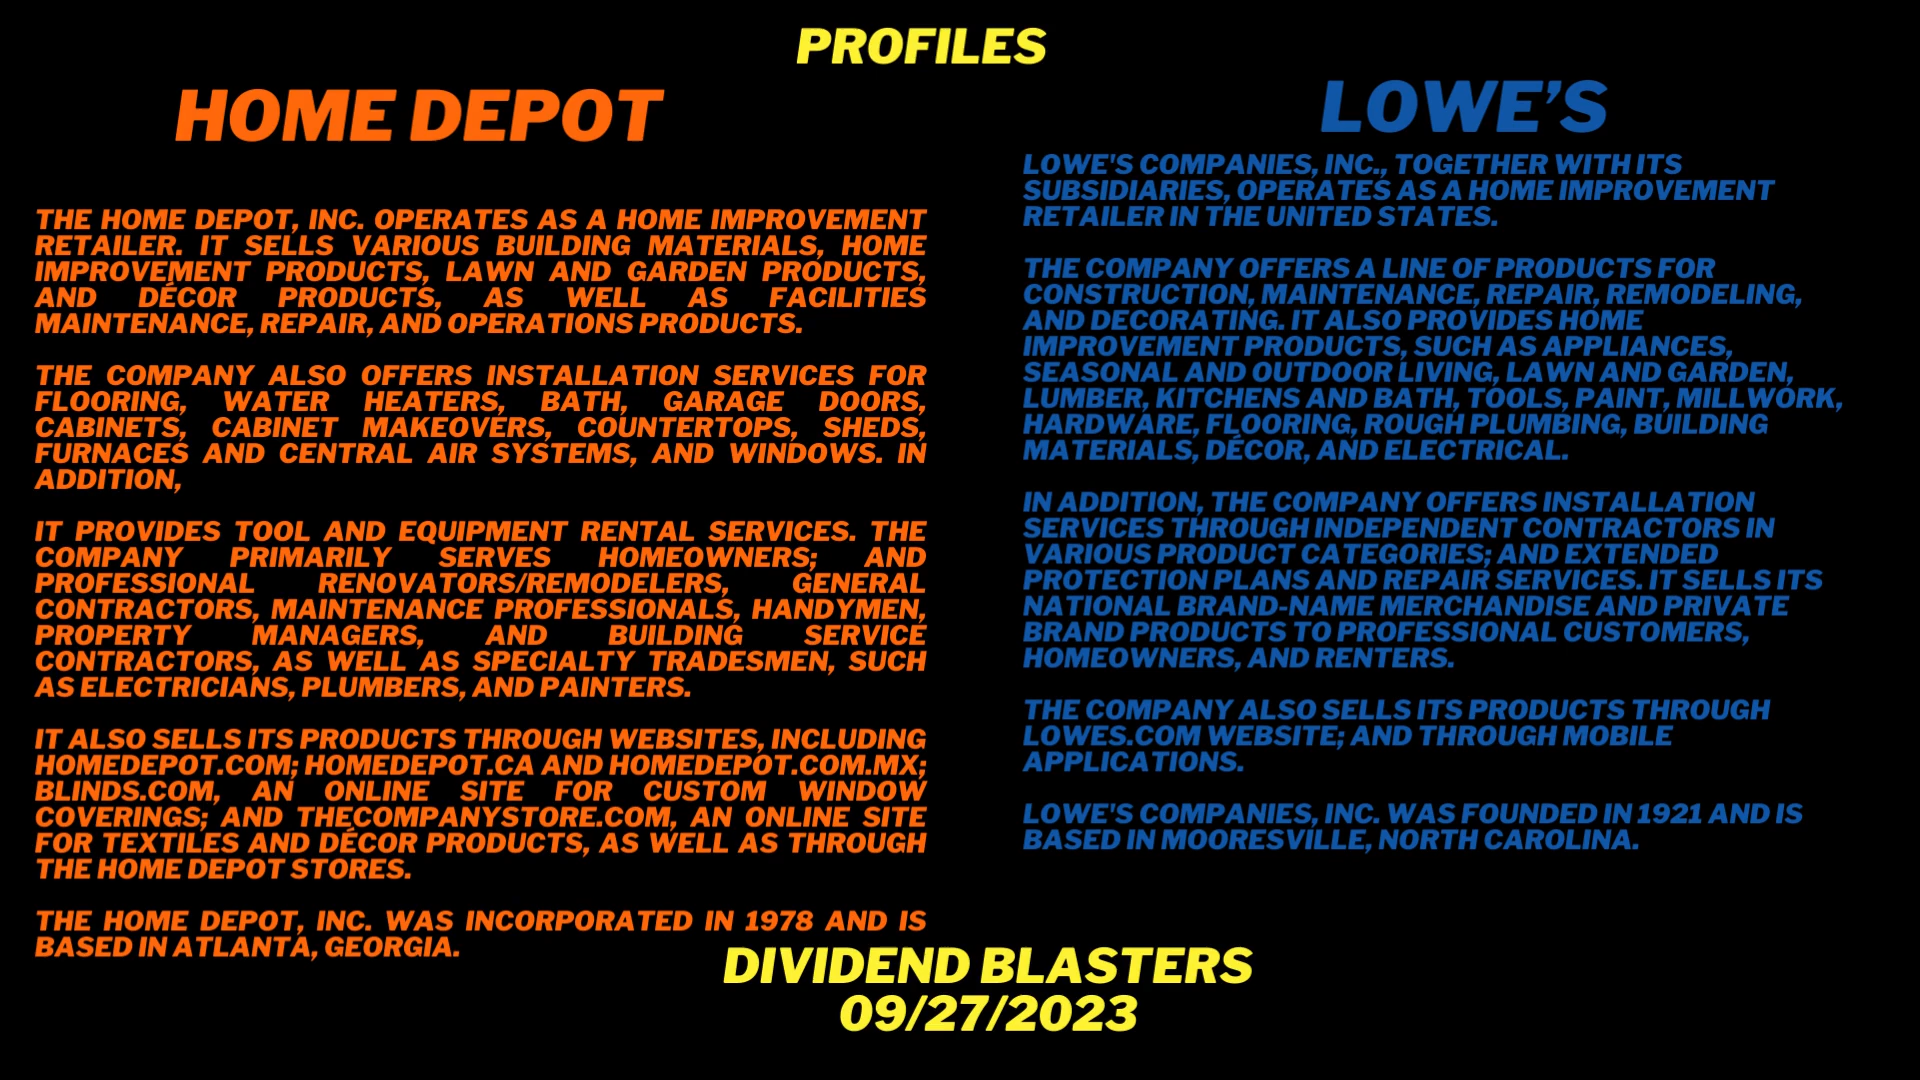 PROFILES
HOME DEPOT
THE HOME DEPOT, INC. OPERATES AS A HOME IMPROVEMENT
RETAILER. IT SELLS VARIOUS BUILDING MATERIALS, HOME
IMPROVEMENT PRODUCTS, LAWN AND GARDEN PRODUCTS,
AND DÉCOR PRODUCTS, AS WELL AS FACILITIES
MAINTENANCE, REPAIR, AND OPERATIONS PRODUCTS.
THE COMPANY ALSO OFFERS INSTALLATION SERVICES FOR
FLOORING, WATER HEATERS, BATH, GARAGE DOORS,
CABINETS, CABINET MAKEOVERS, COUNTERTOPS, SHEDS,
FURNACES AND CENTRAL AIR SYSTEMS, AND WINDOWS. IN
ADDITION,
IT PROVIDES TOOL AND EQUIPMENT RENTAL SERVICES. THE
COMPANY PRIMARILY SERVES HOMEOWNERS; AND
PROFESSIONAL RENOVATORS/REMODELERS, GENERAL
CONTRACTORS, MAINTENANCE PROFESSIONALS, HANDYMEN,
PROPERTY MANAGERS, AND BUILDING SERVICE
CONTRACTORS, AS WELL AS SPECIALTY TRADESMEN, SUCH
AS ELECTRICIANS, PLUMBERS, AND PAINTERS.
IT ALSO SELLS ITS PRODUCTS THROUGH WEBSITES, INCLUDING
HOMEDEPOT.COM; HOMEDEPOT.CA AND HOMEDEPOT.COM.MX;
BLINDS.COM, AN ONLINE SITE FOR CUSTOM WINDOW
COVERINGS; AND THECOMPANYSTORE.COM, AN ONLINE SITE
FOR TEXTILES AND DÉCOR PRODUCTS, AS WELL AS THROUGH
THE HOME DEPOT STORES.
THE HOME DEPOT, INC. WAS INCORPORATED IN 1978 AND IS
BASED IN ATLANTA, GEORGIA.
LOWE’S
LOWE'S COMPANIES, INC., TOGETHER WITH ITS
SUBSIDIARIES, OPERATES AS A HOME IMPROVEMENT
RETAILER IN THE UNITED STATES.
THE COMPANY OFFERS A LINE OF PRODUCTS FOR
CONSTRUCTION, MAINTENANCE, REPAIR, REMODELING,
AND DECORATING. IT ALSO PROVIDES HOME
IMPROVEMENT PRODUCTS, SUCH AS APPLIANCES,
SEASONAL AND OUTDOOR LIVING, LAWN AND GARDEN,
LUMBER, KITCHENS AND BATH, TOOLS, PAINT, MILLWORK,
HARDWARE, FLOORING, ROUGH PLUMBING, BUILDING
MATERIALS, DÉCOR, AND ELECTRICAL.
IN ADDITION, THE COMPANY OFFERS INSTALLATION
SERVICES THROUGH INDEPENDENT CONTRACTORS IN
VARIOUS PRODUCT CATEGORIES; AND EXTENDED
PROTECTION PLANS AND REPAIR SERVICES. IT SELLS ITS
NATIONAL BRAND-NAME MERCHANDISE AND PRIVATE
BRAND PRODUCTS TO PROFESSIONAL CUSTOMERS,
HOMEOWNERS, AND RENTERS.
THE COMPANY ALSO SELLS ITS PRODUCTS THROUGH
LOWES.COM WEBSITE; AND THROUGH MOBILE
APPLICATIONS.
LOWE'S COMPANIES, INC. WAS FOUNDED IN 1921 AND IS
BASED IN MOORESVILLE, NORTH CAROLINA.
DIVIDEND BLASTERS
09/27/2023